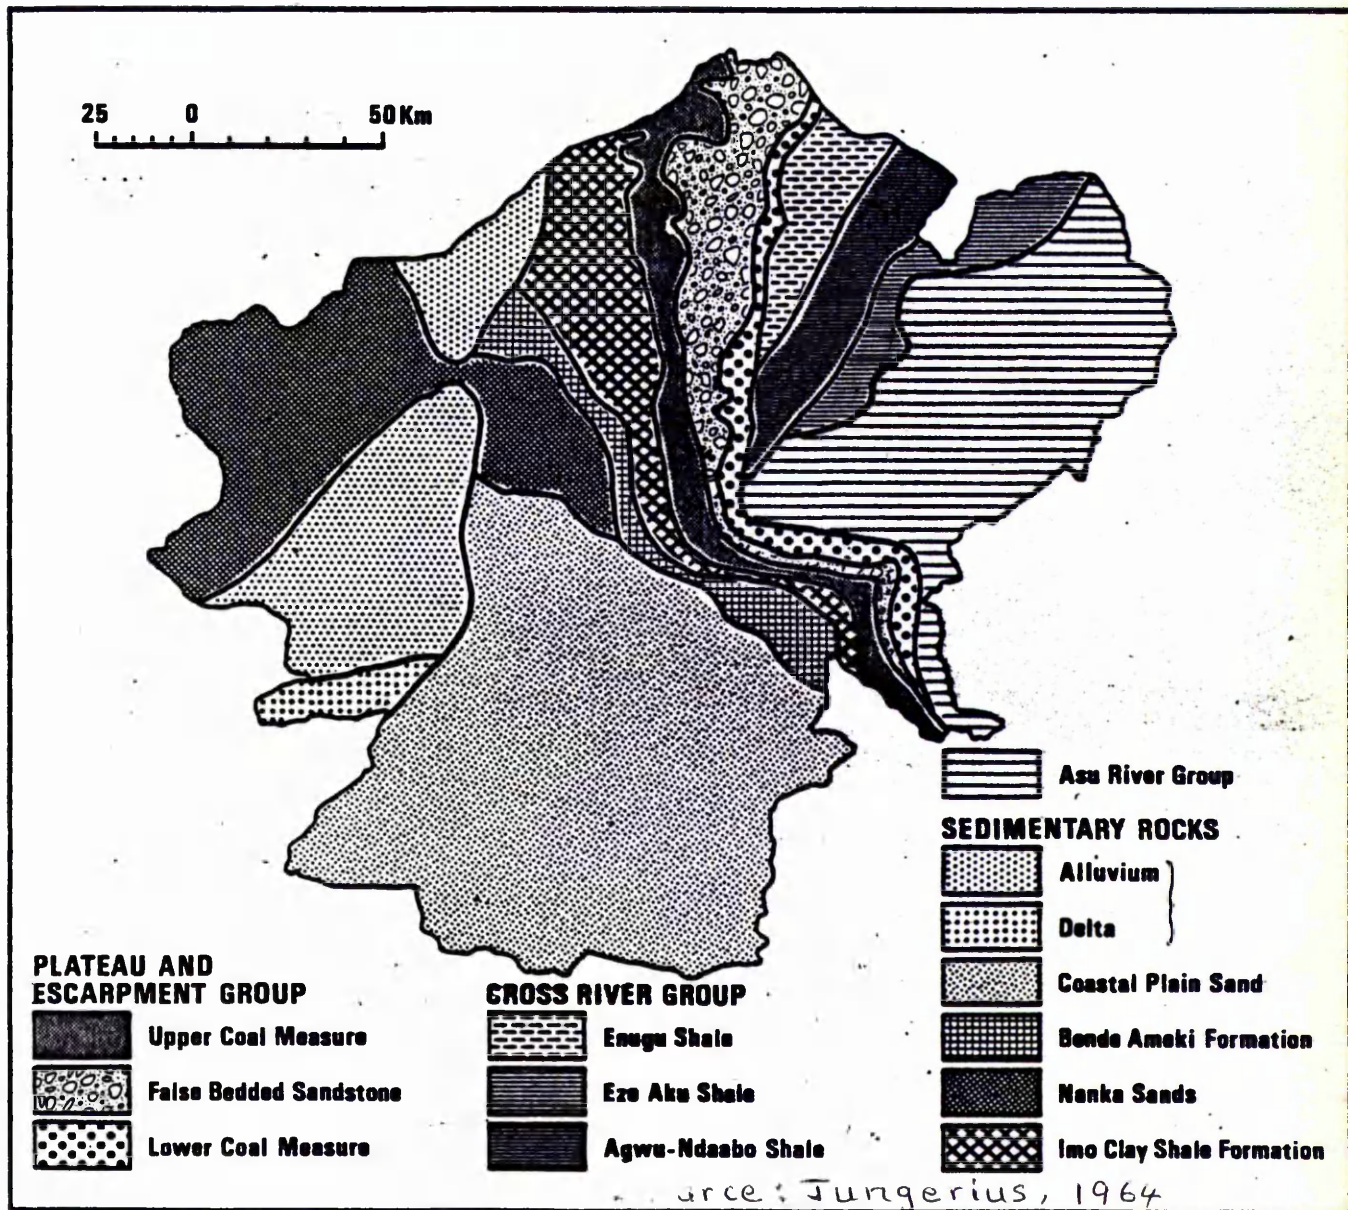 25 0 50 Km
Asu River Group
SEDIMENTARY ROCKS
Alluvium
Delta
Coastal Plain Sand
Bende Ameki Formation
Nanka Sands
Imo Clay Shale Formation
PLATEAU AND
ESCARPMENT GROUP
Upper Coal Measure
False Bedded Sandstone
Lower Coal Measure
CROSS RIVER GROUP
Enugu Shale
Eze Aku Shale
Agwu-Ndaabo Shale
: Jungerius, 1964